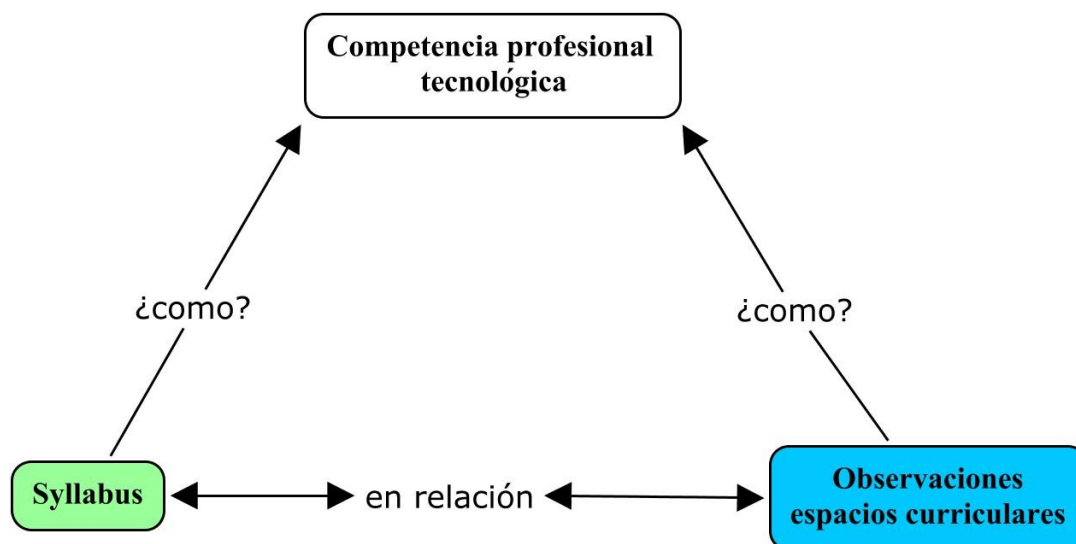 Competencia profesional
tecnológica
¿como?
¿como?
Syllabus
en relación
Observaciones
espacios curriculares